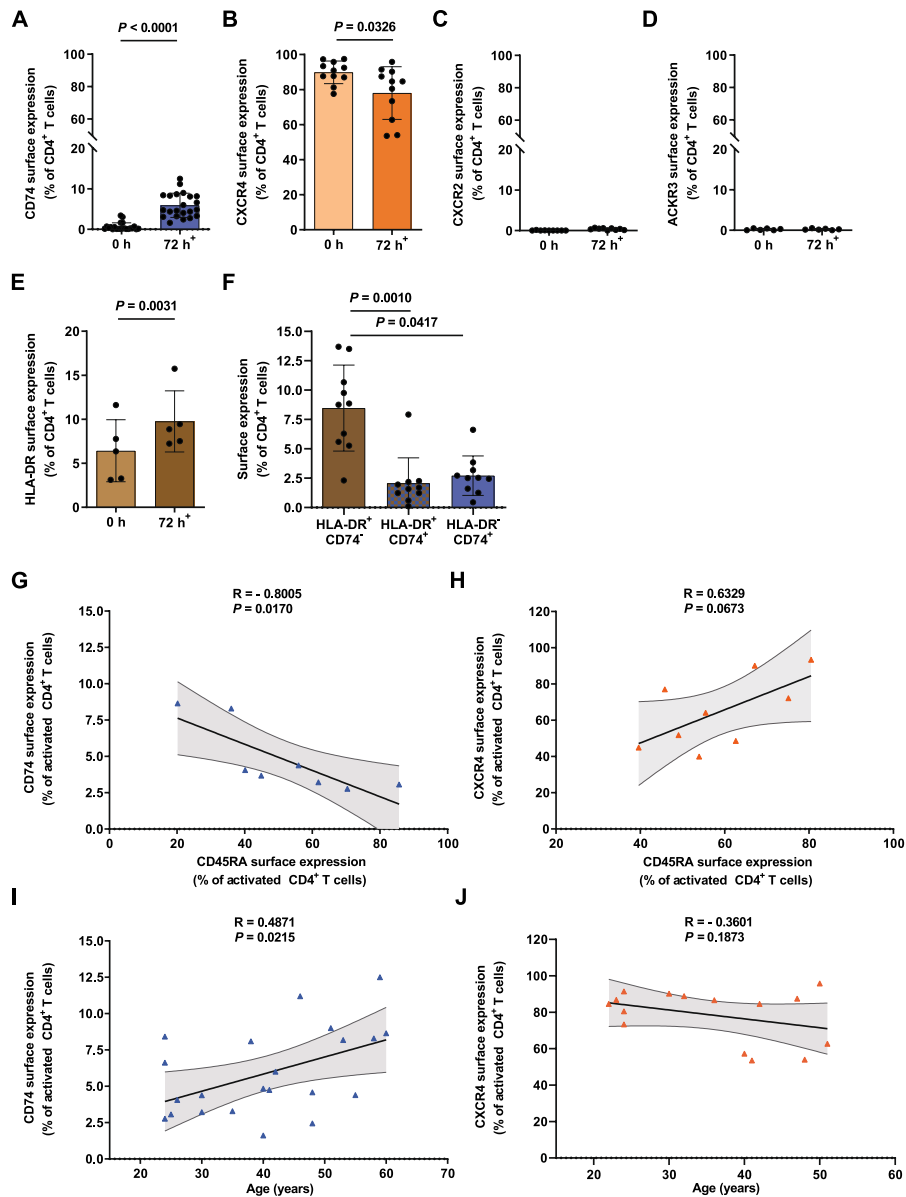 A
P < 0.0001
CD74 surface expression
(% of CD4+ T cells)
100
80
60
40
20
10
0
0 h
72 h+
B
P = 0.0326
CXCR4 surface expression
(% of CD4+ T cells)
100
80
60
40
20
0
0 h
72 h+
C
CXCR2 surface expression
(% of CD4+ T cells)
100
80
60
40
20
10
0
0 h
72 h+
D
ACKR3 surface expression
(% of CD4+ T cells)
100
80
60
40
20
10
0
0 h
72 h+
E
P = 0.0031
HLA-DR surface expression
(% of CD4+ T cells)
20
15
10
5
0
0 h
72 h+
F
P = 0.0010
P = 0.0417
Surface expression
(% of CD4+ T cells)
15.0
12.5
10.0
7.5
5.0
2.5
0.0
HLA-DR+
CD74-
HLA-DR+
CD74+
HLA-DR-
CD74+
G
R = - 0.8005
P = 0.0170
CD74 surface expression
(% of activated CD4+ T cells)
15.0
12.5
10.0
7.5
5.0
2.5
0.0
0
20
40
60
80
100
CD45RA surface expression
(% of activated CD4+ T cells)
H
R = 0.6329
P = 0.0673
CXCR4 surface expression
(% of activated CD4+ T cells)
120
100
80
60
40
20
0
20
40
60
80
100
CD45RA surface expression
(% of activated CD4+ T cells)
I
R = 0.4871
P = 0.0215
CD74 surface expression
(% of activated CD4+ T cells)
15.0
12.5
10.0
7.5
5.0
2.5
0.0
20
30
40
50
60
70
Age (years)
J
R = - 0.3601
P = 0.1873
CXCR4 surface expression
(% of activated CD4+ T cells)
120
100
80
60
40
20
0
20
30
40
50
60
Age (years)